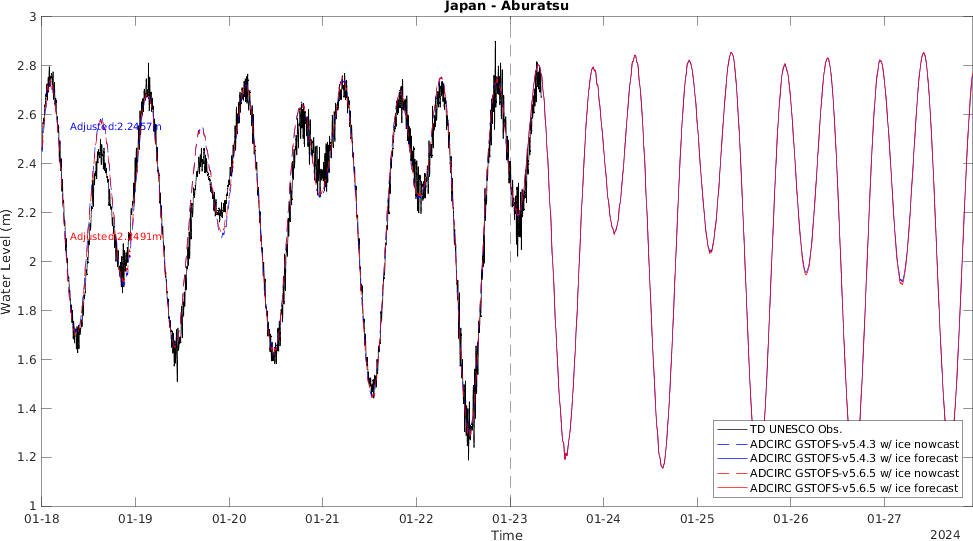 Japan - Aburatsu
3
2.8
2.6
2.4
2.2
2
1.8
1.6
1.4
1.2
1
Water Level (m)
Adjusted:2.2457m
Adjusted:2.2491m
TD UNESCO Obs.
ADCIRC GSTOFS-v5.4.3 w/ ice nowcast
ADCIRC GSTOFS-v5.4.3 w/ ice forecast
ADCIRC GSTOFS-v5.6.5 w/ ice nowcast
ADCIRC GSTOFS-v5.6.5 w/ ice forecast
01-18 01-19 01-20 01-21 01-22 01-23 01-24 01-25 01-26 01-27
Time
2024